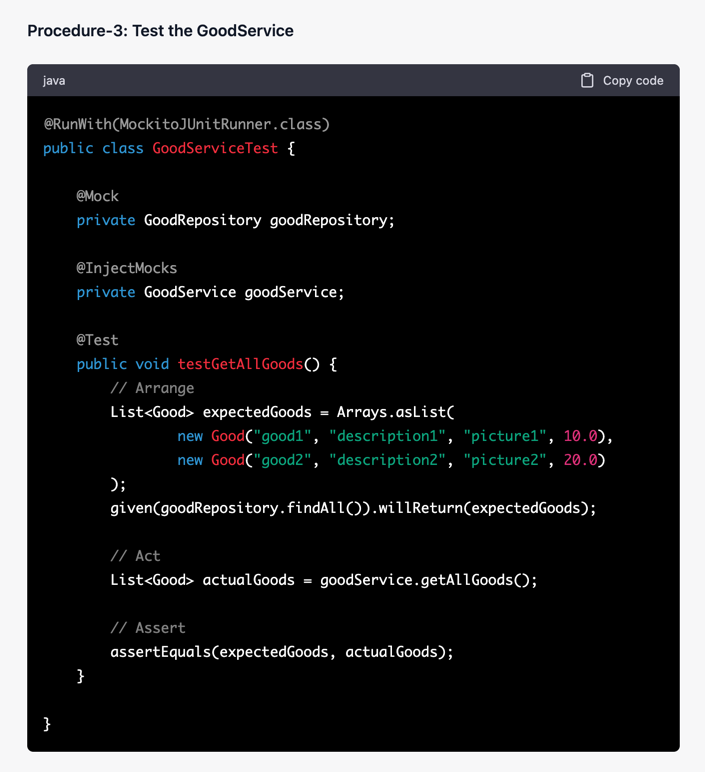 Procedure-3: Test the GoodService
java
Copy code
@RunWith(MockitoJUnitRunner.class)
public class GoodServiceTest {
@Mock
private GoodRepository goodRepository;
@InjectMocks
private GoodService goodService;
@Test
public void testGetAllGoods() {
// Arrange
List<Good> expectedGoods = Arrays.asList(
new Good("good1", "description1", "picture1", 10.0),
new Good("good2", "description2", "picture2", 20.0)
);
given(goodRepository.findAll()).willReturn(expectedGoods);
// Act
List<Good> actualGoods = goodService.getAllGoods();
// Assert
assertEquals(expectedGoods, actualGoods);
}
}